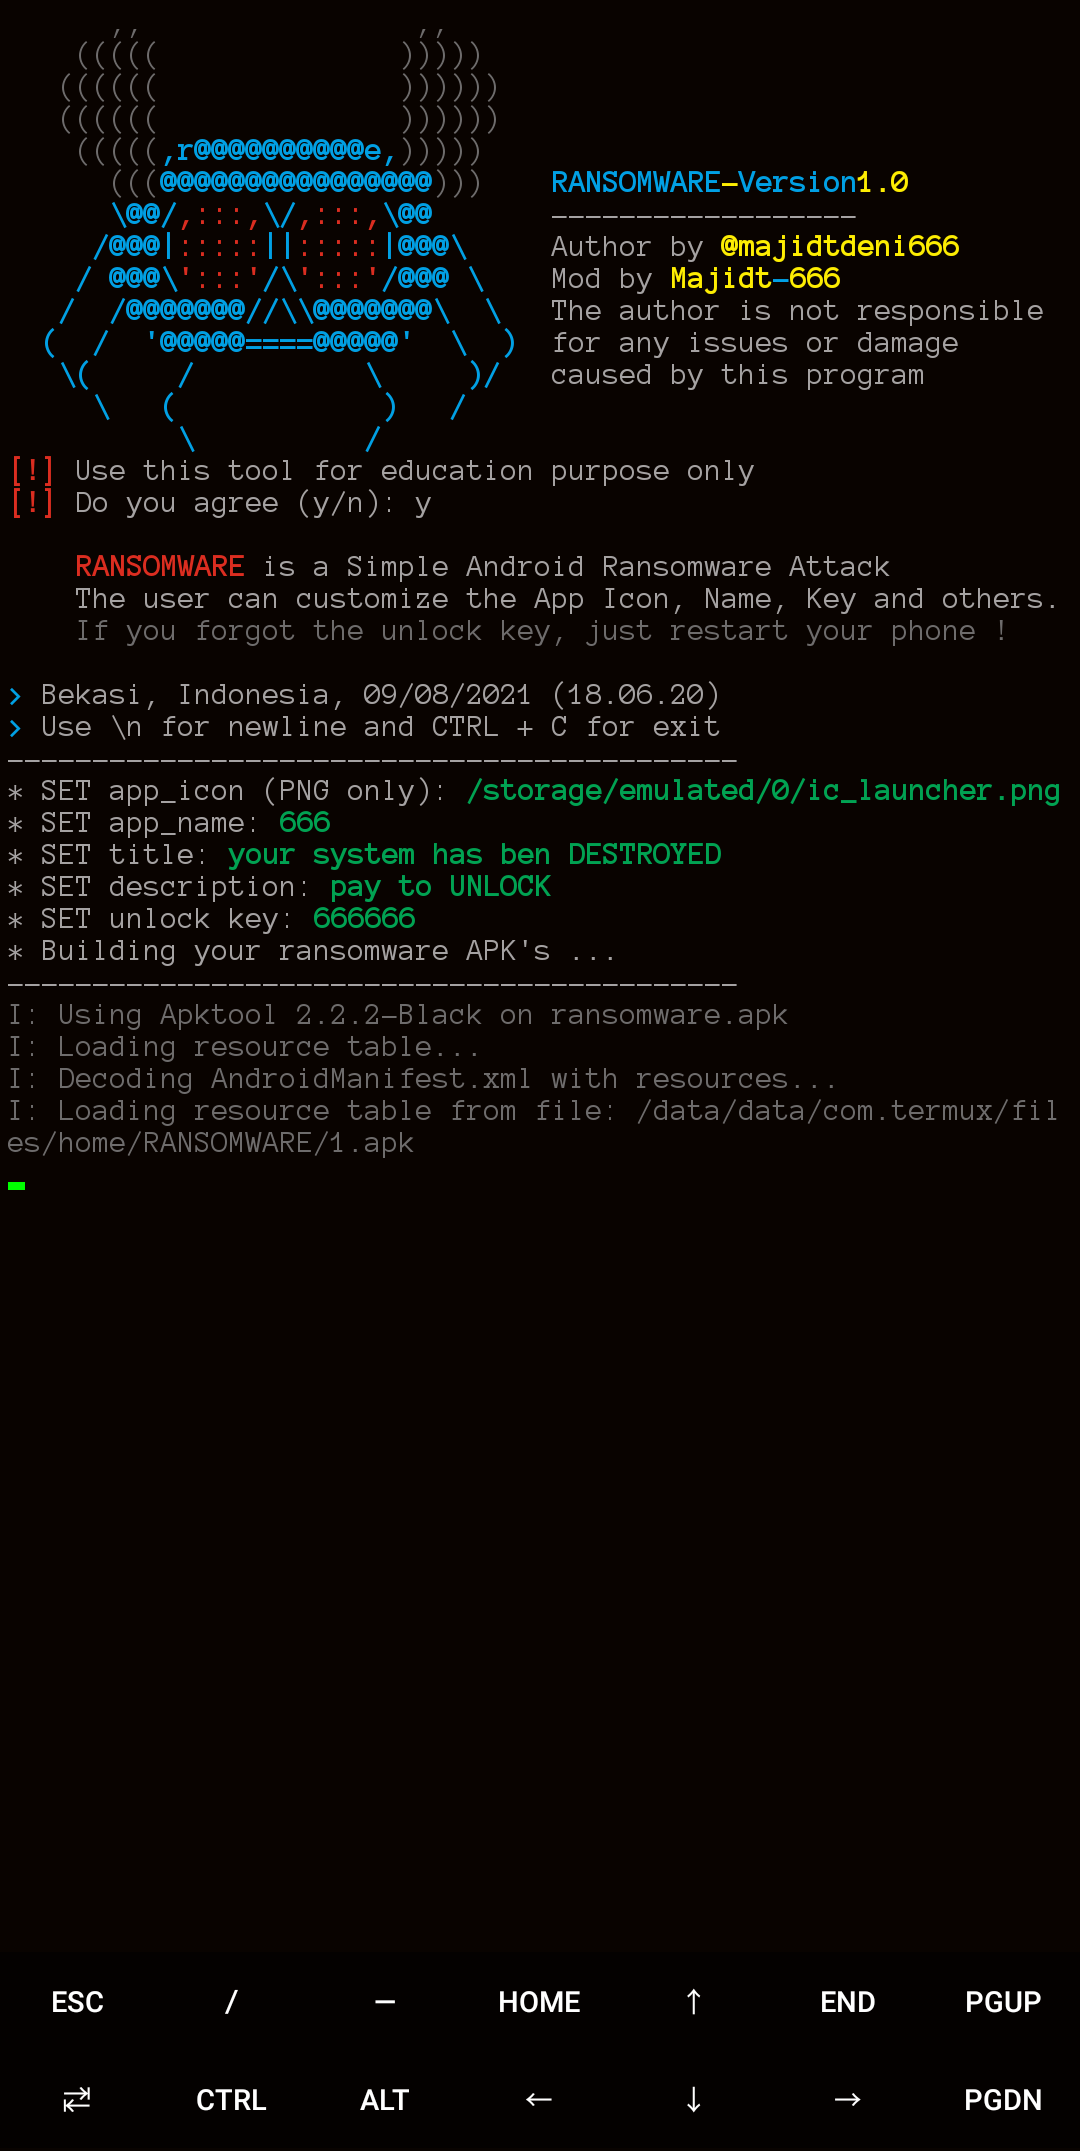 RANSOMWARE-Version1.0
------------------
Author by @majidtdeni666
Mod by Majidt-666
The author is not responsible
for any issues or damage
caused by this program
[!] Use this tool for education purpose only
[!] Do you agree (y/n): y
RANSOMWARE is a Simple Android Ransomware Attack
The user can customize the App Icon, Name, Key and others.
If you forgot the unlock key, just restart your phone !
> Bekasi, Indonesia, 09/08/2021 (18.06.20)
> Use \n for newline and CTRL + C for exit
-------------------------------------------
* SET app_icon (PNG only): /storage/emulated/0/ic_launcher.png
* SET app_name: 666
* SET title: your system has ben DESTROYED
* SET description: pay to UNLOCK
* SET unlock key: 666666
* Building your ransomware APK's ...
-------------------------------------------
I: Using Apktool 2.2.2-Black on ransomware.apk
I: Loading resource table...
I: Decoding AndroidManifest.xml with resources...
I: Loading resource table from file: /data/data/com.termux/fil
es/home/RANSOMWARE/1.apk
ESC / — HOME ↑ END PGUP
⇄ CTRL ALT ← ↓ → PGDN